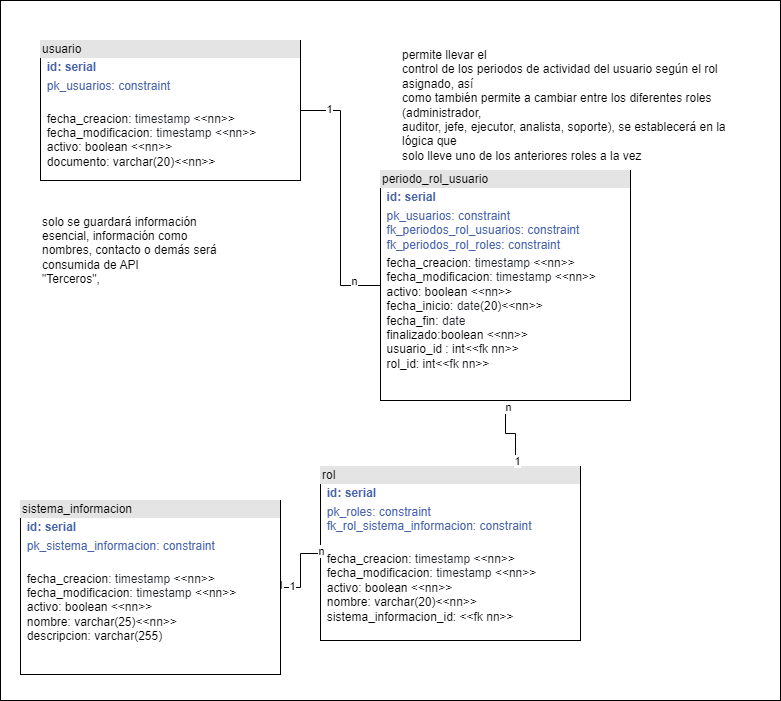 usuario
id: serial
pk_usuarios: constraint
fecha_creacion: timestamp <<nn>>
fecha_modificacion: timestamp <<nn>>
activo: boolean <<nn>>
documento: varchar(20)<<nn>>
1
n
permite llevar el
control de los periodos de actividad del usuario según el rol
asignado, así
como también permite a cambiar entre los diferentes roles
(administrador,
auditor, jefe, ejecutor, analista, soporte), se establecerá en la
lógica que
solo lleve uno de los anteriores roles a la vez
solo se guardará información
esencial, información como
nombres, contacto o demás será
consumida de API
"Terceros",
periodo_rol_usuario
id: serial
pk_usuarios: constraint
fk_periodos_rol_usuarios: constraint
fk_periodos_rol_roles: constraint
fecha_creacion: timestamp <<nn>>
fecha_modificacion: timestamp <<nn>>
activo: boolean <<nn>>
fecha_inicio: date(20)<<nn>>
fecha_fin: date
finalizado:boolean <<nn>>
usuario_id : int<<fk nn>>
rol_id: int<<fk nn>>
n
1
rol
id: serial
pk_roles: constraint
fk_rol_sistema_informacion: constraint
fecha_creacion: timestamp <<nn>>
fecha_modificacion: timestamp <<nn>>
activo: boolean <<nn>>
nombre: varchar(20)<<nn>>
sistema_informacion_id: <<fk nn>>
n
1
sistema_informacion
id: serial
pk_sistema_informacion: constraint
fecha_creacion: timestamp <<nn>>
fecha_modificacion: timestamp <<nn>>
activo: boolean <<nn>>
nombre: varchar(25)<<nn>>
descripcion: varchar(255)